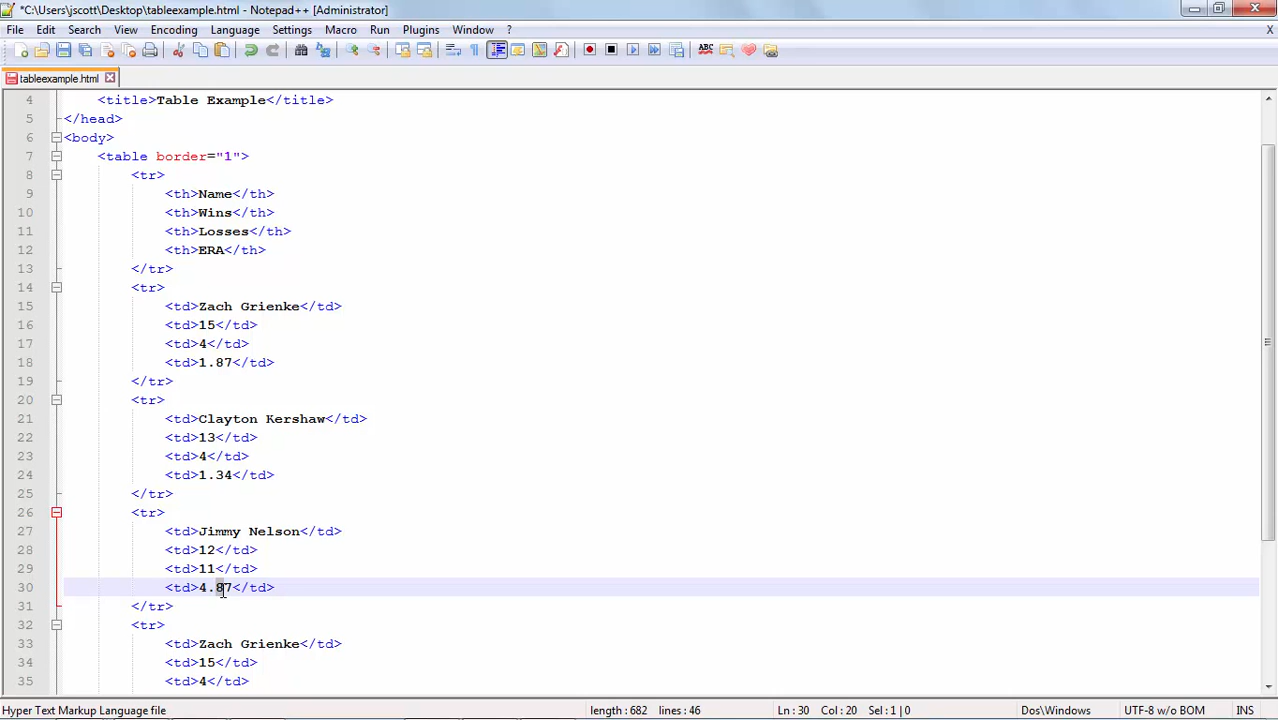 *C:\Users\jscott\Desktop\tableexample.html - Notepad++ [Administrator]
File Edit Search View Encoding Language Settings Macro Run Plugins Window ? X
tableexample.html
4 <title>Table Example</title>
5 </head>
6 <body>
7 <table border="1">
8 <tr>
9 <th>Name</th>
10 <th>Wins</th>
11 <th>Losses</th>
12 <th>ERA</th>
13 </tr>
14 <tr>
15 <td>Zach Grienke</td>
16 <td>15</td>
17 <td>4</td>
18 <td>1.87</td>
19 </tr>
20 <tr>
21 <td>Clayton Kershaw</td>
22 <td>13</td>
23 <td>4</td>
24 <td>1.34</td>
25 </tr>
26 <tr>
27 <td>Jimmy Nelson</td>
28 <td>12</td>
29 <td>11</td>
30 <td>4.87</td>
31 </tr>
32 <tr>
33 <td>Zach Grienke</td>
34 <td>15</td>
35 <td>4</td>
Hyper Text Markup Language file length : 682 lines : 46 Ln : 30 Col : 20 Sel : 1 | 0 Dos\Windows UTF-8 w/o BOM INS